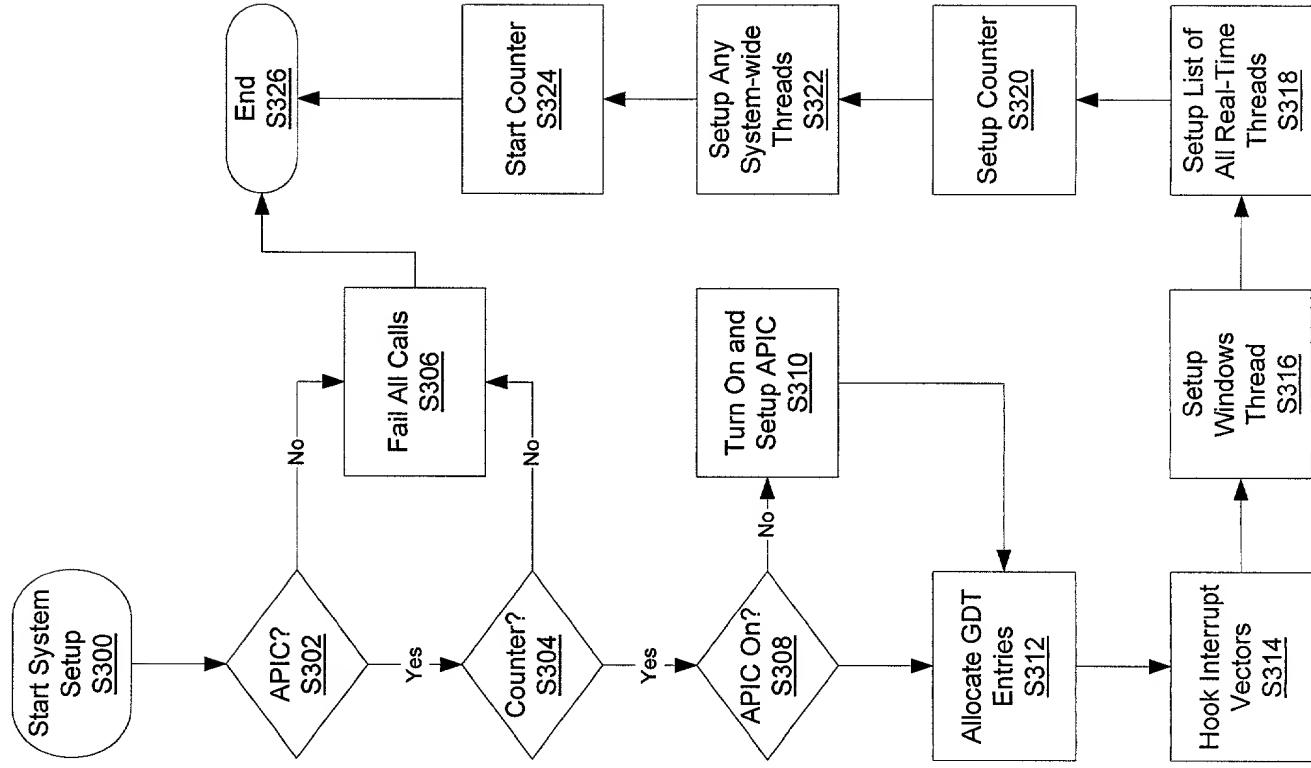 Start System
Setup
S300
APIC?
S302
No
Yes
Counter?
S304
No
Fail All Calls
S306
Yes
APIC On?
S308
No
Turn On and
Setup APIC
S310
Allocate GDT
Entries
S312
Hook Interrupt
Vectors
S314
Setup
Windows
Thread
S316
Setup List of
All Real-Time
Threads
S318
Setup Counter
S320
Setup Any
System-wide
Threads
S322
Start Counter
S324
End
S326